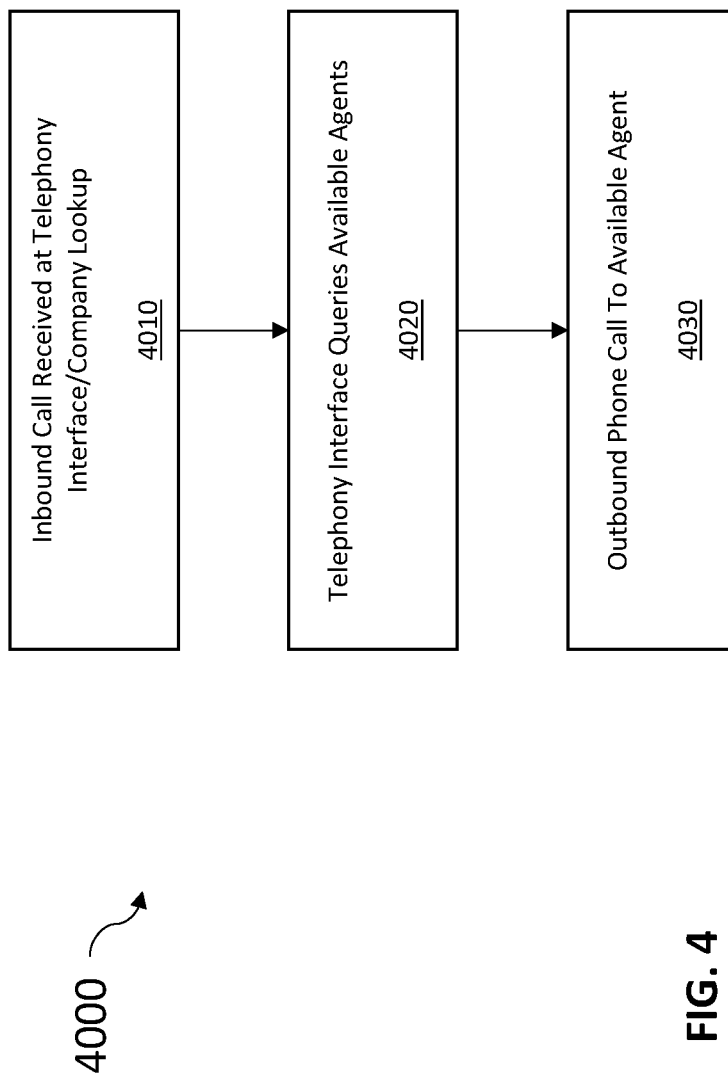 Inbound Call Received at Telephony
Interface/Company Lookup
4010
Telephony Interface Queries Available Agents
4020
Outbound Phone Call To Available Agent
4030
4000
FIG. 4